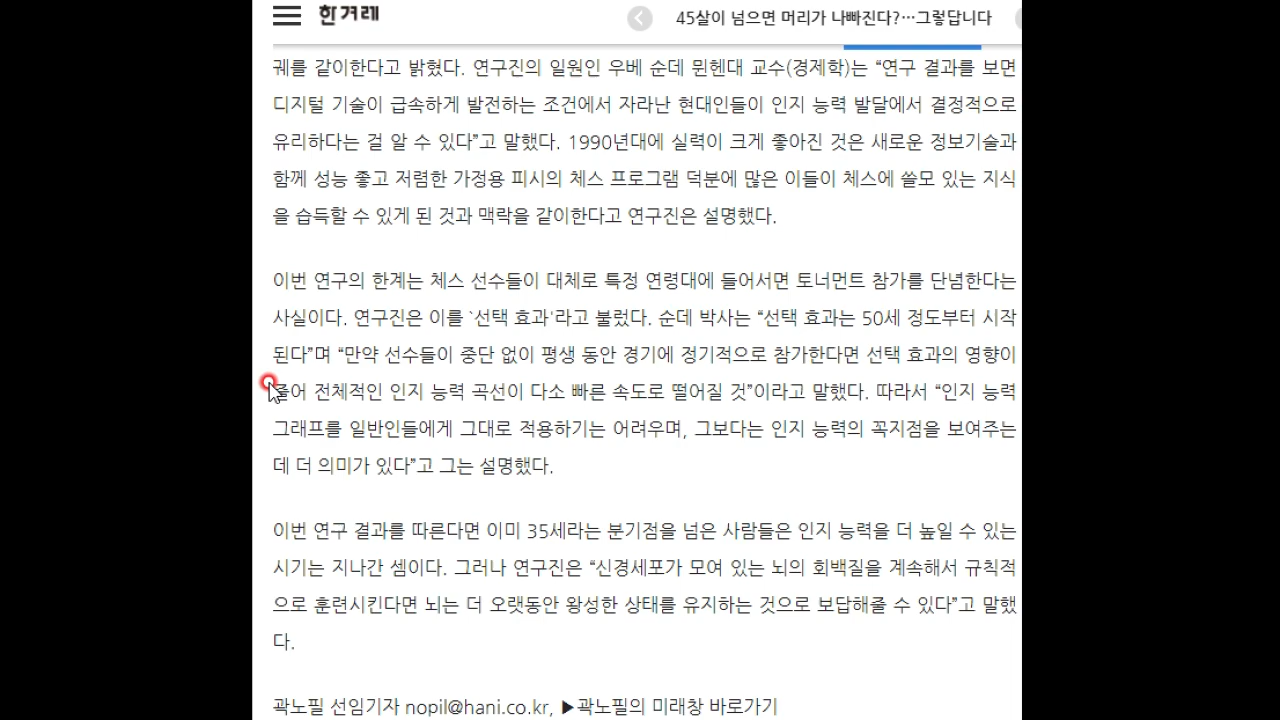 한겨레
45살이 넘으면 머리가 나빠진다?…그렇답니다
궤를 같이한다고 밝혔다. 연구진의 일원인 우베 순데 뮌헨대 교수(경제학)는 “연구 결과를 보면
디지털 기술이 급속하게 발전하는 조건에서 자라난 현대인들이 인지 능력 발달에서 결정적으로
유리하다는 걸 알 수 있다”고 말했다. 1990년대에 실력이 크게 좋아진 것은 새로운 정보기술과
함께 성능 좋고 저렴한 가정용 피시의 체스 프로그램 덕분에 많은 이들이 체스에 쓸모 있는 지식
을 습득할 수 있게 된 것과 맥락을 같이한다고 연구진은 설명했다.
이번 연구의 한계는 체스 선수들이 대체로 특정 연령대에 들어서면 토너먼트 참가를 단념한다는
사실이다. 연구진은 이를 `선택 효과'라고 불렀다. 순데 박사는 “선택 효과는 50세 정도부터 시작
된다”며 “만약 선수들이 중단 없이 평생 동안 경기에 정기적으로 참가한다면 선택 효과의 영향이
줄어 전체적인 인지 능력 곡선이 다소 빠른 속도로 떨어질 것”이라고 말했다. 따라서 “인지 능력
그래프를 일반인들에게 그대로 적용하기는 어려우며, 그보다는 인지 능력의 꼭지점을 보여주는
데 더 의미가 있다”고 그는 설명했다.
이번 연구 결과를 따른다면 이미 35세라는 분기점을 넘은 사람들은 인지 능력을 더 높일 수 있는
시기는 지나간 셈이다. 그러나 연구진은 “신경세포가 모여 있는 뇌의 회백질을 계속해서 규칙적
으로 훈련시킨다면 뇌는 더 오랫동안 왕성한 상태를 유지하는 것으로 보답해줄 수 있다”고 말했
다.
곽노필 선임기자 nopil@hani.co.kr, ▶곽노필의 미래창 바로가기